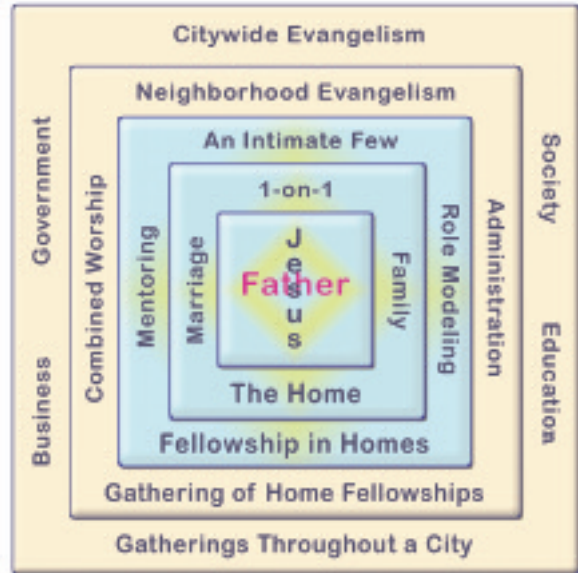 Citywide Evangelism
Neighborhood Evangelism
An Intimate Few
1-on-1
Government
Business
Combined Worship
Mentoring
Marriage
Jesus
Father
Family
Role Modeling
Administration
Society
Education
The Home
Fellowship in Homes
Gathering of Home Fellowships
Gatherings Throughout a City